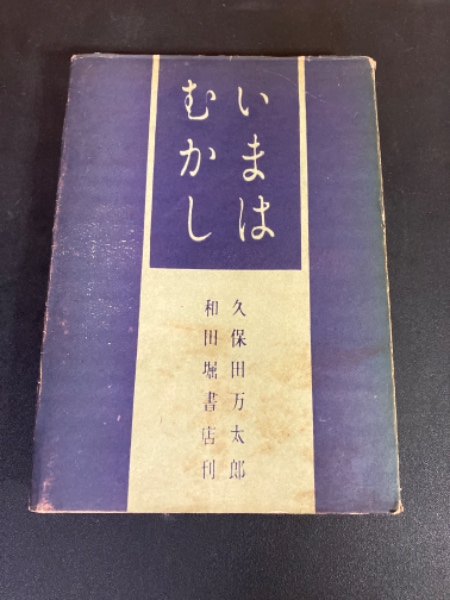 いまは
むかし
久保田万太郎
和田堀書店刊